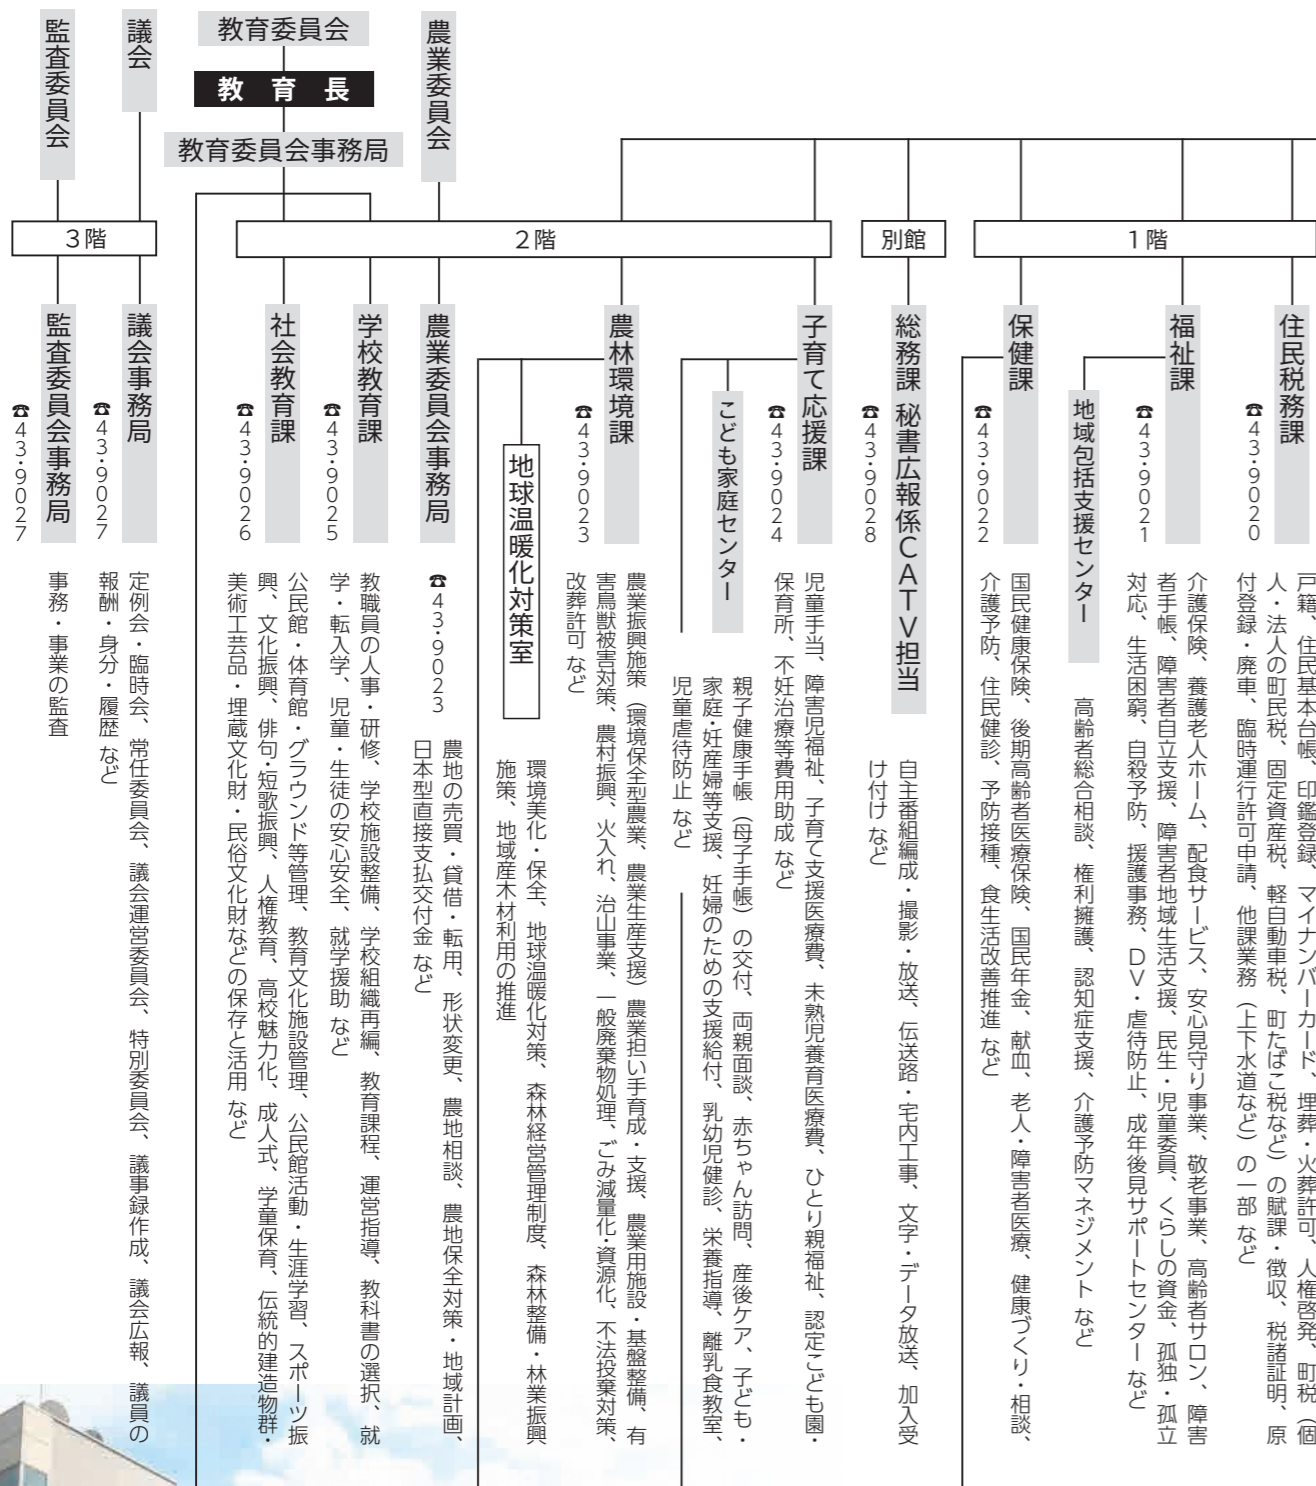 教育委員会
教育長
教育委員会事務局
農業委員会
議会
監査委員会
1階
別館
2階
3階
住民税務課
☎43・9020
戸籍、住民基本台帳、印鑑登録、マイナンバーカード、埋葬・火葬許可、人権啓発、町税（個
人・法人の町民税、固定資産税、軽自動車税、町たばこ税など）の賦課・徴収、税諸証明、原
付登録・廃車、臨時運行許可申請、他課業務（上下水道など）の一部 など
福祉課
☎43・9021
介護保険、養護老人ホーム、配食サービス、安心見守り事業、敬老事業、高齢者サロン、障害
者手帳、障害者自立支援、障害者地域生活支援、民生・児童委員、くらしの資金、孤独・孤立
対応、生活困窮、自殺予防、援護事務、DV・虐待防止、成年後見サポートセンター など
地域包括支援センター
高齢者総合相談、権利擁護、認知症支援、介護予防マネジメント など
保健課
☎43・9022
国民健康保険、後期高齢者医療保険、国民年金、献血、老人・障害者医療、健康づくり・相談、
介護予防、住民健診、予防接種、食生活改善推進 など
総務課 秘書広報係CATV担当
☎43・9028
自主番組編成・撮影・放送、伝送路・宅内工事、文字・データ放送、加入受
け付け など
子育て応援課
☎43・9024
児童手当、障害児福祉、子育て支援医療費、未熟児養育医療費、ひとり親福祉、認定こども園・
保育所、不妊治療等費用助成 など
こども家庭センター
親子健康手帳（母子手帳）の交付、両親面談、赤ちゃん訪問、産後ケア、子ども・
家庭・妊産婦等支援、妊婦のための支援給付、乳幼児健診、栄養指導、離乳食教室、
児童虐待防止 など
農林環境課
☎43・9023
農業振興施策（環境保全型農業、農業生産支援）農業担い手育成・支援、農業用施設・基盤整備、有
害鳥獣被害対策、農村振興、火入れ、治山事業、一般廃棄物処理、ごみ減量化・資源化、不法投棄対策、
改葬許可 など
地球温暖化対策室
環境美化・保全、地球温暖化対策、森林経営管理制度、森林整備・林業振興
施策、地域産木材利用の推進
農業委員会事務局
☎43・9023
農地の売買・貸借・転用、形状変更、農地相談、農地保全対策・地域計画、
日本型直接支払交付金 など
学校教育課
☎43・9025
教職員の人事・研修、学校施設整備、学校組織再編、教育課程、運営指導、教科書の選択、就
学・転入学、児童・生徒の安心安全、就学援助 など
社会教育課
☎43・9026
公民館・体育館・グラウンド等管理、教育文化施設管理、公民館活動・生涯学習、スポーツ振
興、文化振興、俳句・短歌振興、人権教育、高校魅力化、成人式、学童保育、伝統的建造物群・
美術工芸品・埋蔵文化財・民俗文化財などの保存と活用 など
議会事務局
☎43・9027
定例会・臨時会、常任委員会、議会運営委員会、特別委員会、議事録作成、議会広報、議員の
報酬・身分・履歴 など
監査委員会事務局
☎43・9027
事務・事業の監査